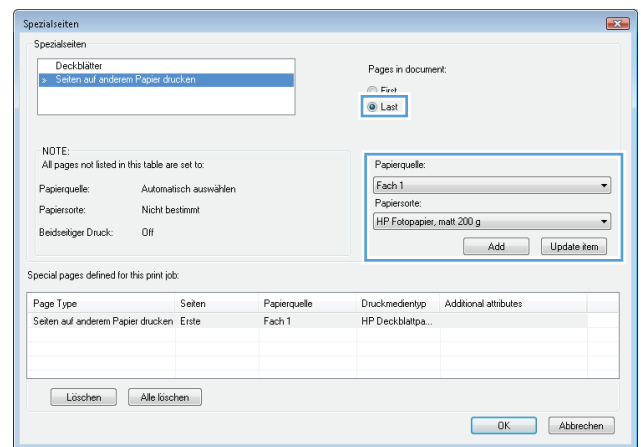 Spezialseiten
Spezialseiten
Deckblätter
» Seiten auf anderem Papier drucken
Pages in document:
First
Last
NOTE:
All pages not listed in this table are set to:
Papierquelle: Automatisch auswählen
Papiersorte: Nicht bestimmt
Beidseitiger Druck: Off
Papierquelle:
Fach 1
Papiersorte:
HP Fotopapier, matt 200 g
Add Update item
Special pages defined for this print job:
Page Type Seiten Papierquelle Druckmedientyp Additional attributes
Seiten auf anderem Papier drucken Erste Fach 1 HP Deckblattpa...
Löschen Alle löschen
OK Abbrechen